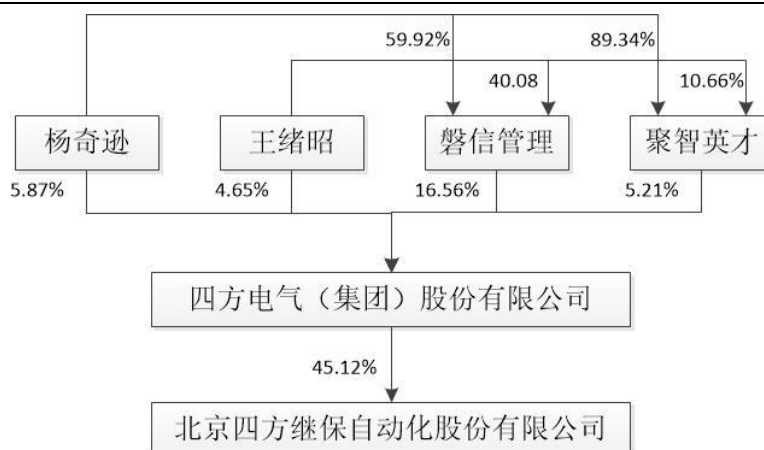 59.92%
89.34%
40.08
10.66%
杨奇逊
王绪昭
磐信管理
聚智英才
5.87%
4.65%
16.56%
5.21%
四方电气（集团）股份有限公司
45.12%
北京四方继保自动化股份有限公司